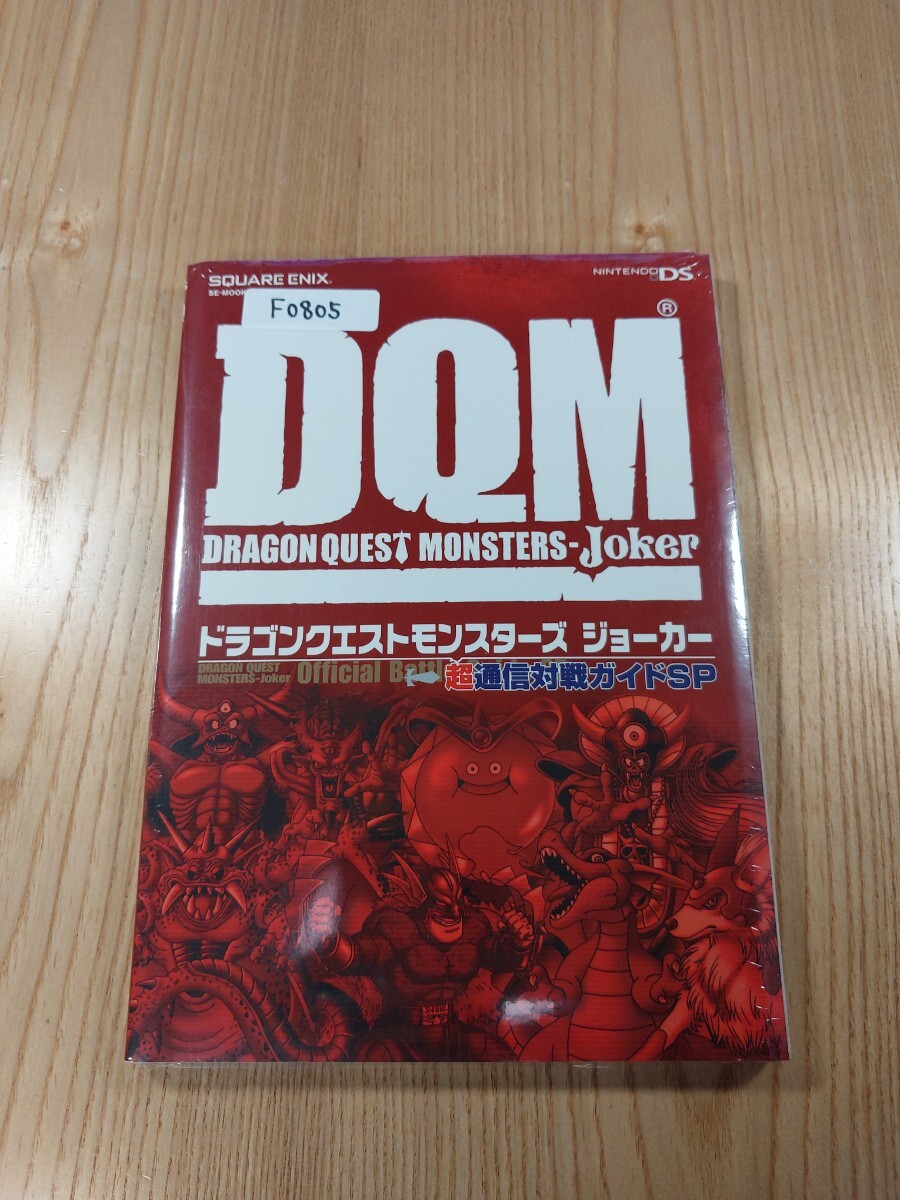 SQUARE ENIX.
NINTENDO DS
SE-MOOK
F0805
DQM®
DRAGON QUEST MONSTERS-Joker
ドラゴンクエストモンスターズ ジョーカー
DRAGON QUEST
MONSTERS-Joker
Official
超通信対戦ガイドSP